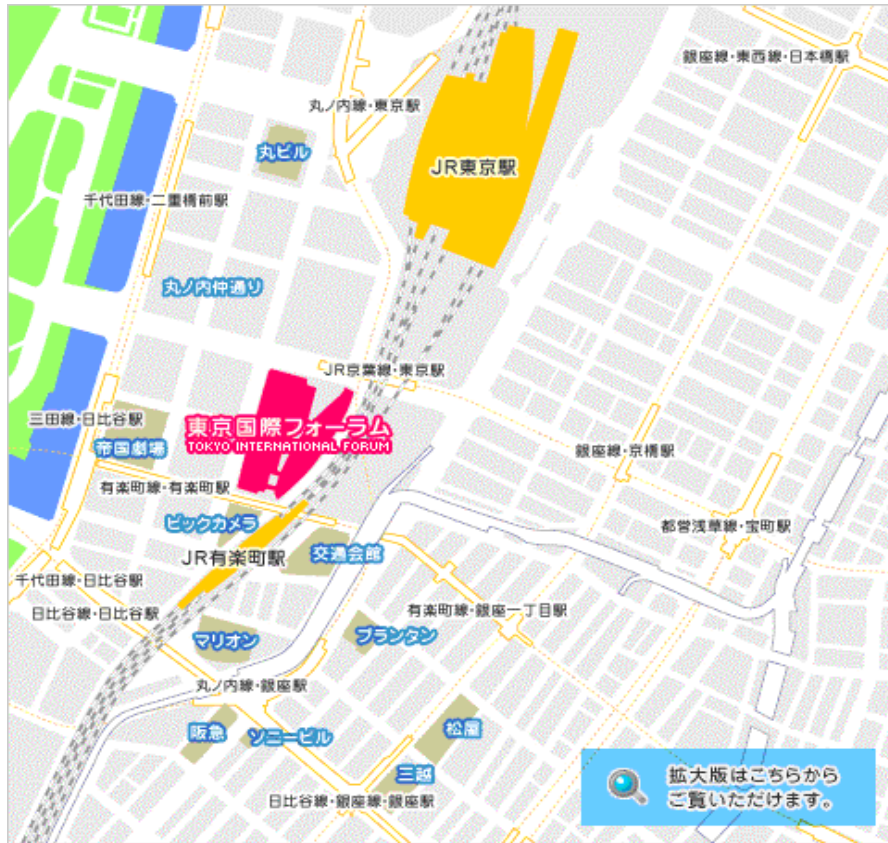 銀座線・東西線・日本橋駅
丸ノ内線・東京駅
丸ビル
JR東京駅
千代田線・二重橋前駅
丸ノ内仲通り
JR京葉線・東京駅
三田線・日比谷駅
東京国際フォーラム
TOKYO INTERNATIONAL FORUM
帝国劇場
銀座線・京橋駅
有楽町線・有楽町駅
ビックカメラ
都営浅草線・宝町駅
JR有楽町駅
交通会館
千代田線・日比谷駅
日比谷線・日比谷駅
有楽町線・銀座一丁目駅
マリオン
プランタン
丸ノ内線・銀座駅
阪急
ソニービル
松屋
三越
日比谷線・銀座線・銀座駅
拡大版はこちらから
ご覧いただけます。